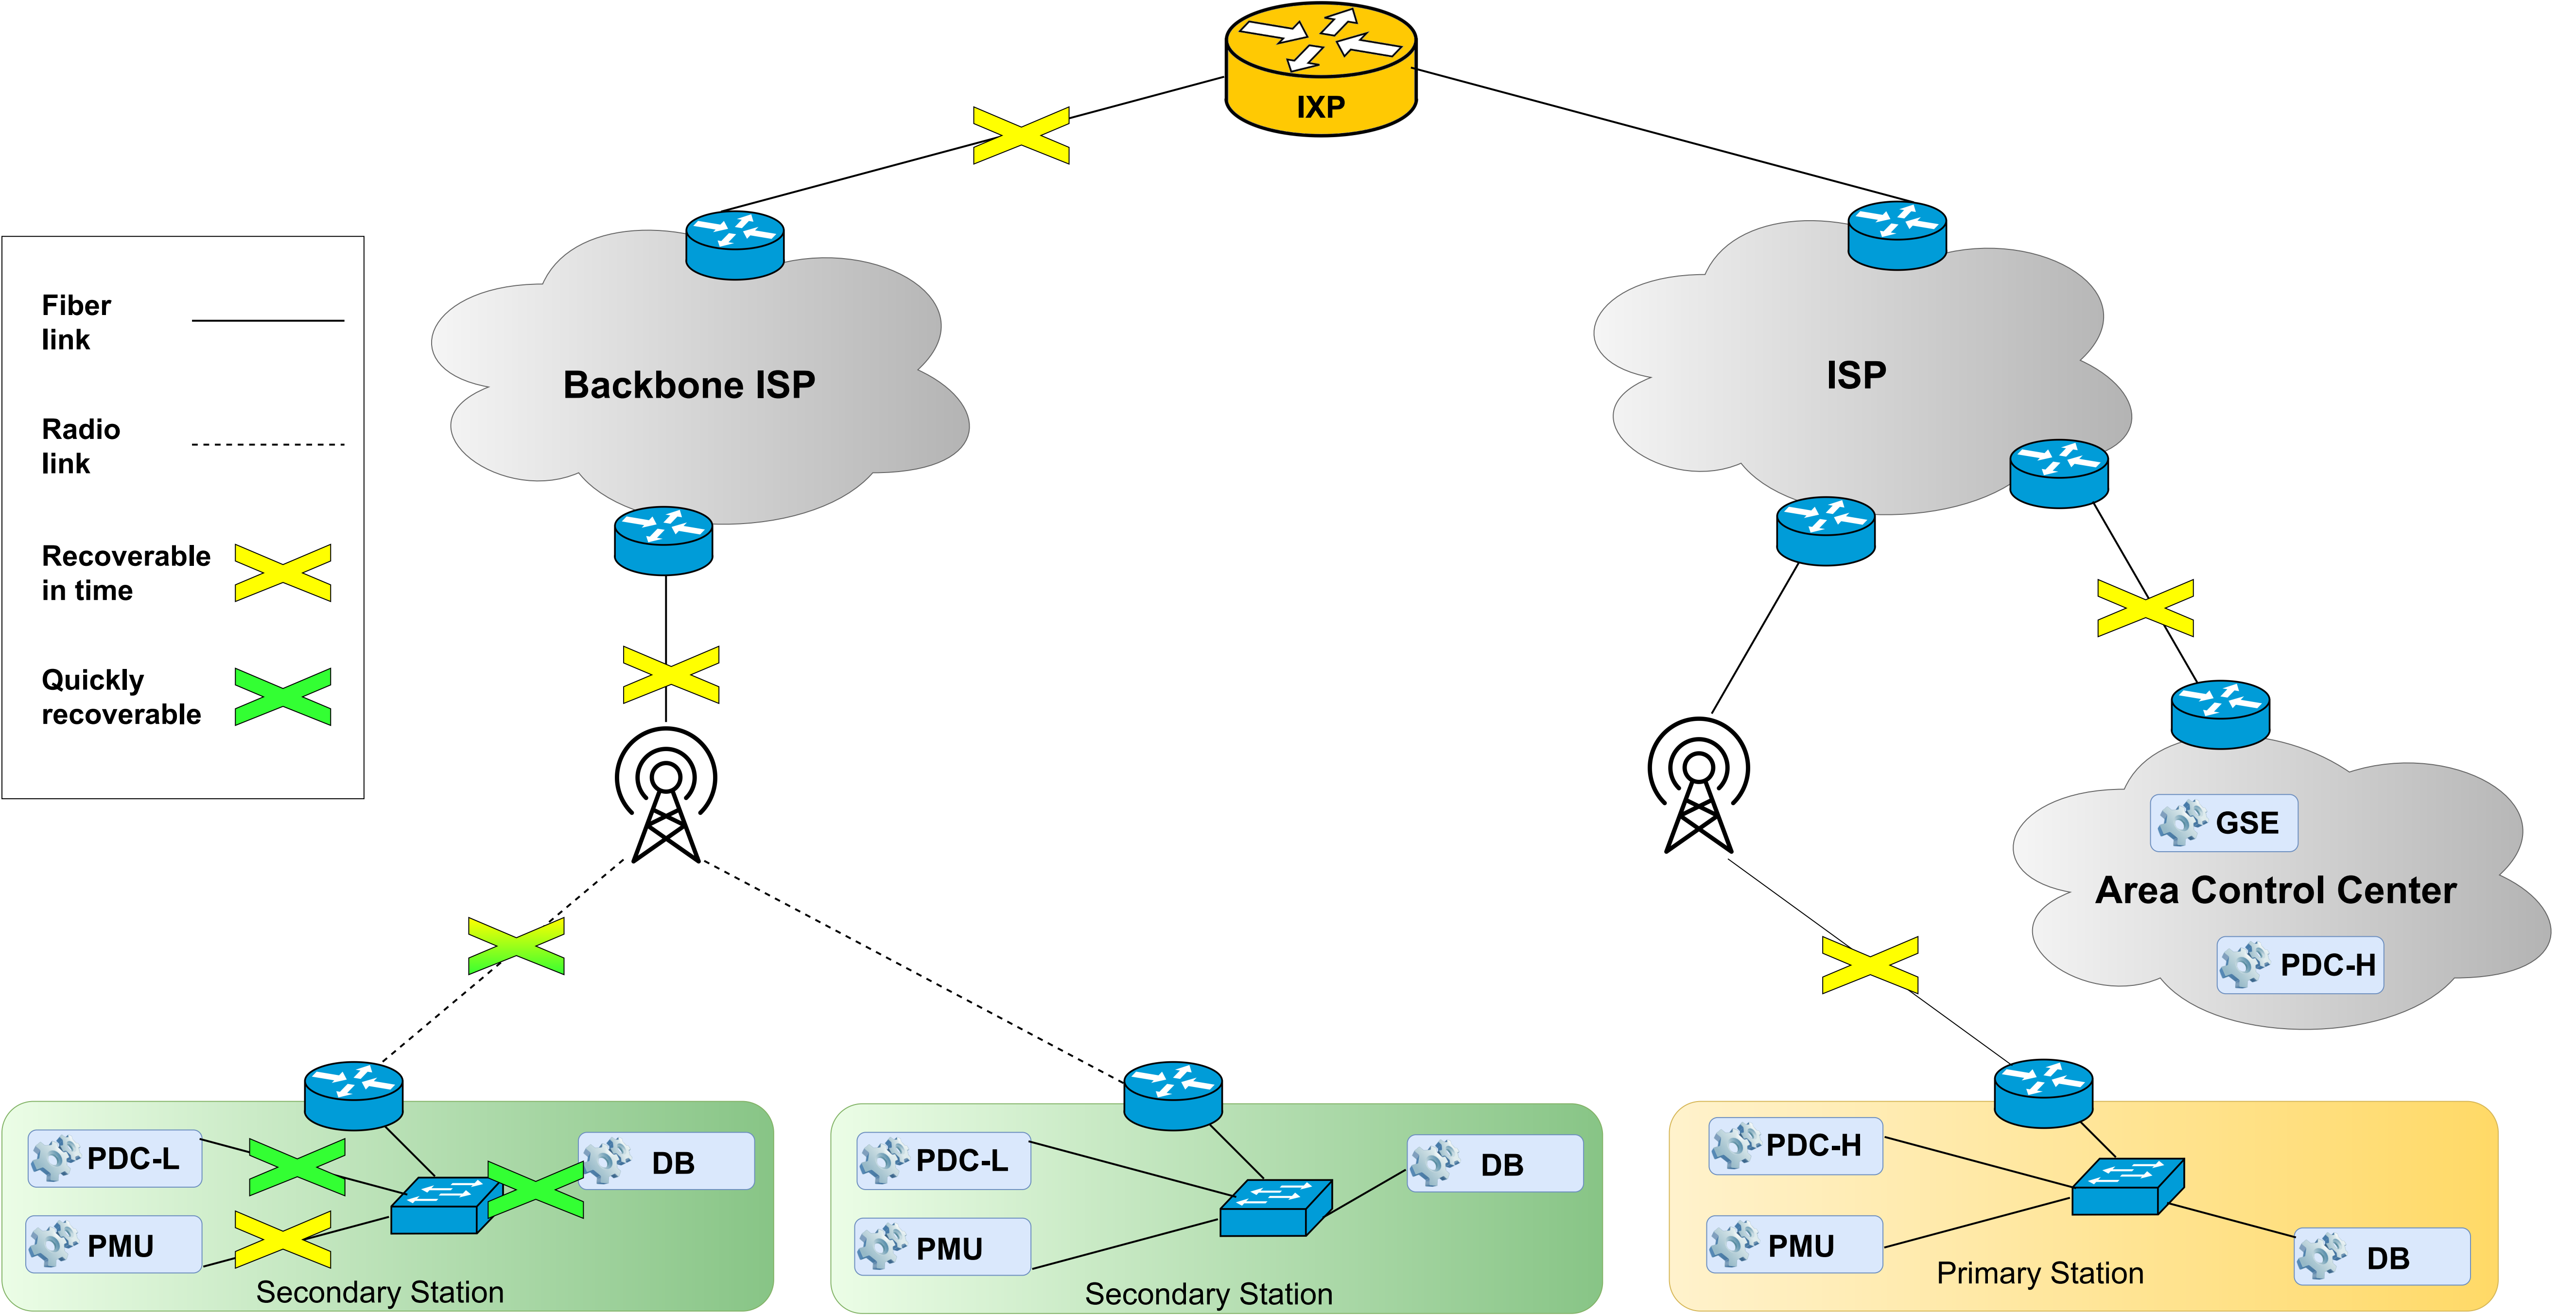 IXP
Fiber
link
Radio
link
Recoverable
in time
Quickly
recoverable
Backbone ISP
ISP
GSE
Area Control Center
PDC-H
PDC-L
DB
PMU
Secondary Station
PDC-L
DB
PMU
Secondary Station
PDC-H
PMU
DB
Primary Station